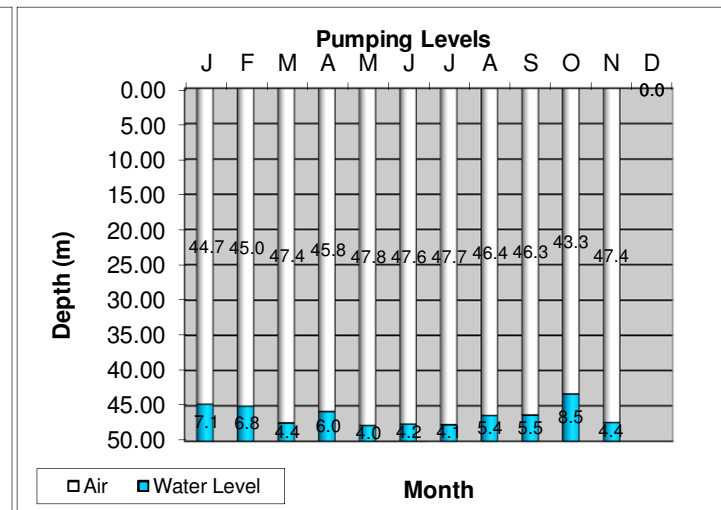 Pumping Levels
J F M A M J J A S O N D
0.00
5.00
10.00
15.00
20.00
25.00
30.00
35.00
40.00
45.00
50.00
Depth (m)
0.0
44.7 45.0 47.4 45.8 47.8 47.6 47.7 46.4 46.3 43.3 47.4
7.1 6.8 4.4 6.0 4.0 4.2 4.1 5.4 5.5 8.5 4.4
Air Water Level
Month